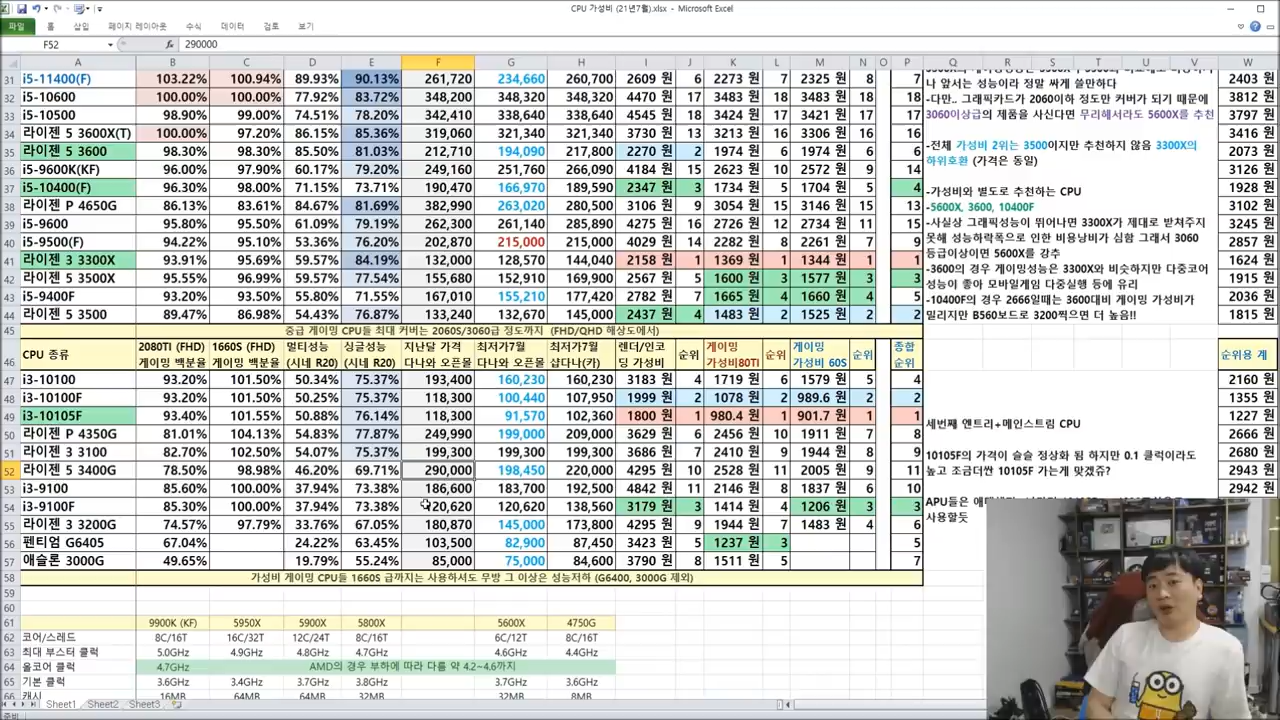 CPU 가성비 (21년7월).xlsx - Microsoft Excel
파일 홈 삽입 페이지 레이아웃 수식 데이터 검토 보기
F52 fx 290000
A B C D E F G H I J K L M N O P Q R S T U V W
31 i5-11400(F) 103.22% 100.94% 89.93% 90.13% 261,720 234,660 260,700 2609 원 6 2273 원 7 2325 원 8 7 2403 원
32 i5-10600 100.00% 100.00% 77.92% 83.72% 348,200 348,320 348,320 4470 원 17 3483 원 18 3483 원 18 18 3812 원
33 i5-10500 98.90% 99.00% 74.51% 78.20% 342,410 338,640 338,640 4545 원 18 3424 원 17 3421 원 17 17 3797 원
34 라이젠 5 3600X(T) 100.00% 97.20% 86.15% 85.36% 319,060 321,340 321,340 3730 원 13 3213 원 16 3306 원 16 16 3416 원
35 라이젠 5 3600 98.30% 98.30% 85.50% 81.03% 212,710 194,090 217,800 2270 원 2 1974 원 6 1974 원 6 6 2073 원
36 i5-9600K(KF) 96.00% 97.90% 60.17% 79.20% 249,160 251,760 266,090 4184 원 15 2623 원 10 2572 원 9 14 3126 원
37 i5-10400(F) 96.30% 98.00% 71.15% 73.71% 190,470 166,970 189,590 2347 원 3 1734 원 5 1704 원 5 4 1928 원
38 라이젠 P 4650G 86.13% 83.61% 84.67% 81.69% 382,990 263,020 280,500 3106 원 9 3054 원 15 3146 원 15 13 3102 원
39 i5-9600 95.80% 95.90% 61.09% 79.19% 262,300 261,140 285,890 4275 원 16 2726 원 12 2734 원 11 15 3245 원
40 i5-9500(F) 94.22% 95.10% 53.36% 76.20% 202,870 215,000 215,000 4029 원 14 2282 원 8 2261 원 7 9 2857 원
41 라이젠 3 3300X 93.91% 95.66% 59.57% 84.19% 132,000 128,570 144,040 2158 원 1 1369 원 1 1344 원 1 1 1624 원
42 라이젠 5 3500X 95.55% 96.99% 59.74% 77.54% 155,680 152,910 169,900 2567 원 5 1600 원 3 1577 원 3 3 1915 원
43 i5-9400F 93.20% 93.50% 55.80% 71.55% 167,010 155,210 177,420 2782 원 7 1665 원 4 1660 원 4 5 2036 원
44 라이젠 5 3500 89.47% 86.98% 54.43% 76.87% 133,240 132,670 145,000 2437 원 4 1483 원 2 1525 원 2 2 1815 원
나 앞서는 성능이라 정말 싸게 쓸만하다
-다만.. 그래픽카드가 2060이하 정도만 커버가 되기 때문에
3060이상급의 제품을 사신다면 무리해서라도 5600X를 추천
-전체 가성비 2위는 3500이지만 추천하지 않음 3300X의
하위호환 (가격은 동일)
-가성비와 별도로 추천하는 CPU
-5600X, 3600, 10400F
-사실상 그래픽성능이 뛰어나면 3300X가 제대로 받쳐주지
못해 성능하락폭으로 인한 비용낭비가 심함 그래서 3060
등급이상이면 5600X를 강추
-3600의 경우 게이밍성능은 3300X와 비슷하지만 다중코어
성능이 좋아 모바일게임 다중실행 등에 유리
-10400F의 경우 2666일때는 3600대비 게이밍 가성비가
밀리지만 B560보드로 3200찍으면 더 높음!!
45 중급 게이밍 CPU들 최대 커버는 2060S/3060급 정도까지 (FHD/QHD 해상도에서)
46 CPU 종류 2080TI (FHD) 게이밍 백분율 1660S (FHD) 게이밍 백분율 멀티성능 (시네 R20) 싱글성능 (시네 R20) 지난달 가격 다나와 오픈몰 최저가7월 다나와 오픈몰 최저가7월 샵다나(카) 렌더/인코딩 가성비 순위 게이밍 가성비80TI 순위 게이밍 가성비 60S 순위 종합 순위 순위용 계
47 i3-10100 93.20% 101.50% 50.34% 75.37% 193,400 160,230 160,230 3183 원 4 1719 원 6 1579 원 5 4 2160 원
48 i3-10100F 93.20% 101.50% 50.25% 75.37% 118,300 100,440 107,950 1999 원 2 1078 원 2 989.6 원 2 2 1355 원
49 i3-10105F 93.40% 101.55% 50.88% 76.14% 118,300 91,570 102,360 1800 원 1 980.4 원 1 901.7 원 1 1 1227 원
50 라이젠 P 4350G 81.01% 104.13% 54.83% 77.87% 249,990 199,000 209,000 3629 원 6 2456 원 10 1911 원 7 8 2666 원
51 라이젠 3 3100 82.70% 102.50% 54.07% 75.37% 199,300 199,300 199,300 3686 원 7 2410 원 9 1944 원 8 9 2680 원
52 라이젠 5 3400G 78.50% 98.98% 46.20% 69.71% 290,000 198,450 220,000 4295 원 10 2528 원 11 2005 원 9 11 2943 원
53 i3-9100 85.60% 100.00% 37.94% 73.38% 186,600 183,700 192,500 4842 원 11 2146 원 8 1837 원 6 10 2942 원
54 i3-9100F 85.30% 100.00% 37.94% 73.38% 120,620 120,620 138,560 3179 원 3 1414 원 4 1206 원 3 3
55 라이젠 3 3200G 74.57% 97.79% 33.76% 67.05% 180,870 145,000 173,800 4295 원 9 1944 원 7 1483 원 4 6
56 펜티엄 G6405 67.04% 24.22% 63.45% 103,500 82,900 87,450 3423 원 5 1237 원 3 5
57 애슬론 3000G 49.65% 19.79% 55.24% 85,000 75,000 84,600 3790 원 8 1511 원 5 7
세번째 엔트리+메인스트림 CPU
10105F의 가격이 슬슬 정상화 됨 하지만 0.1 클럭이라도
높고 조금더싼 10105F 가는게 맞겠쥬?
사용할듯
58 가성비 게이밍 CPU들 1660S 급까지는 사용하셔도 무방 그 이상은 성능저하 (G6400, 3000G 제외)
59
60
61 9900K (KF) 5950X 5900X 5800X 5600X 4750G
62 코어/스레드 8C/16T 16C/32T 12C/24T 8C/16T 6C/12T 8C/16T
63 최대 부스터 클럭 5.0GHz 4.9GHz 4.8GHz 4.7GHz 4.6GHz 4.4GHz
64 올코어 클럭 4.7GHz AMD의 경우 부하에 따라 다를 약 4.2~4.6까지
65 기본 클럭 3.6GHz 3.4GHz 3.7GHz 3.8GHz 3.7GHz 3.6GHz
66 캐시 16MB 64MB 64MB 32MB 32MB 8MB
Sheet1 Sheet2 Sheet3
준비